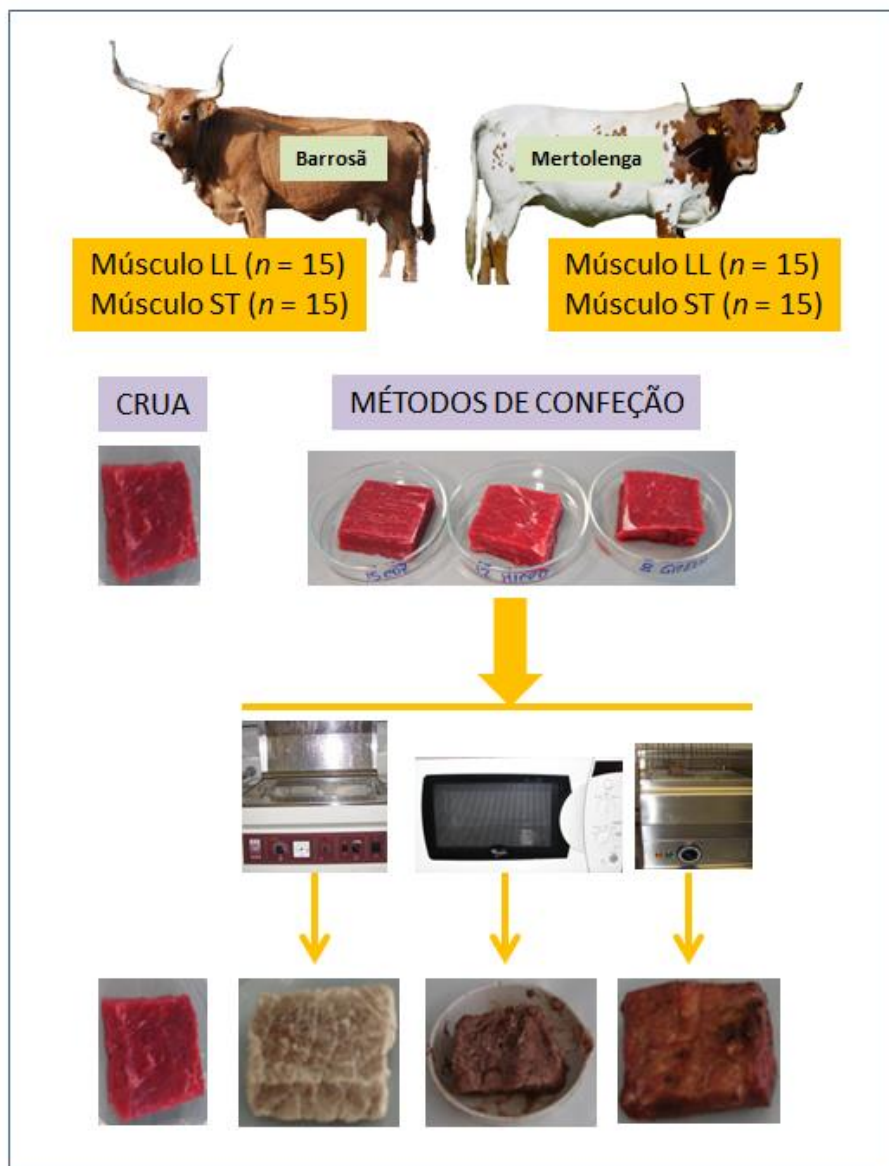 Barrosã
Mertolenga
Músculo LL (n = 15)
Músculo ST (n = 15)
Músculo LL (n = 15)
Músculo ST (n = 15)
CRUA
MÉTODOS DE CONFEÇÃO